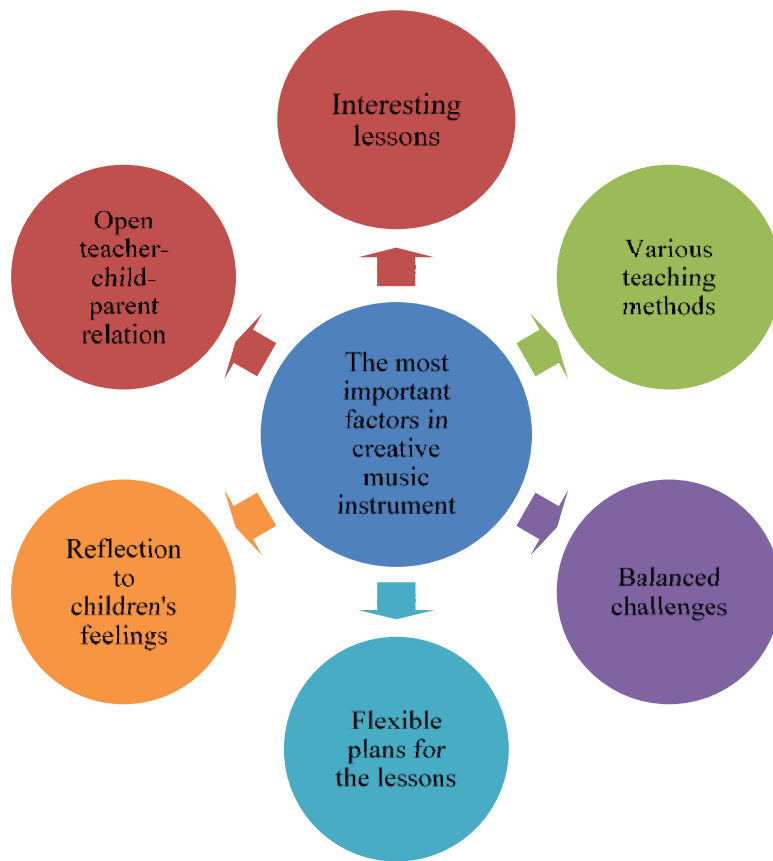 Interesting
lessons
Open
teacher-
child-
parent
relation
Various
teaching
methods
The most
important
factors in
creative
music
instrument
Reflection
to
children's
feelings
Balanced
challenges
Flexible
plans for
the lessons